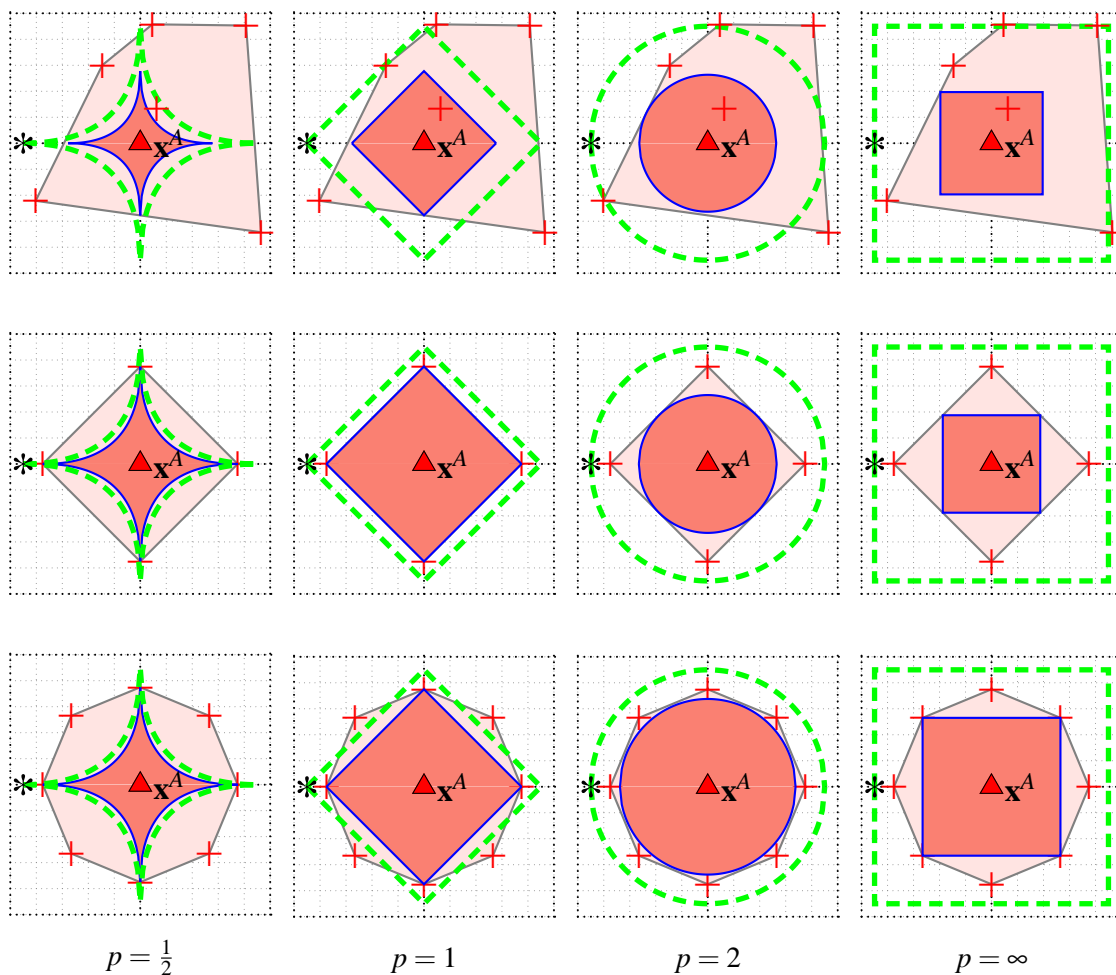 * x^A * x^A * x^A * x^A
* x^A * x^A * x^A * x^A
* x^A * x^A * x^A * x^A
p = 1/2 p = 1 p = 2 p = ∞